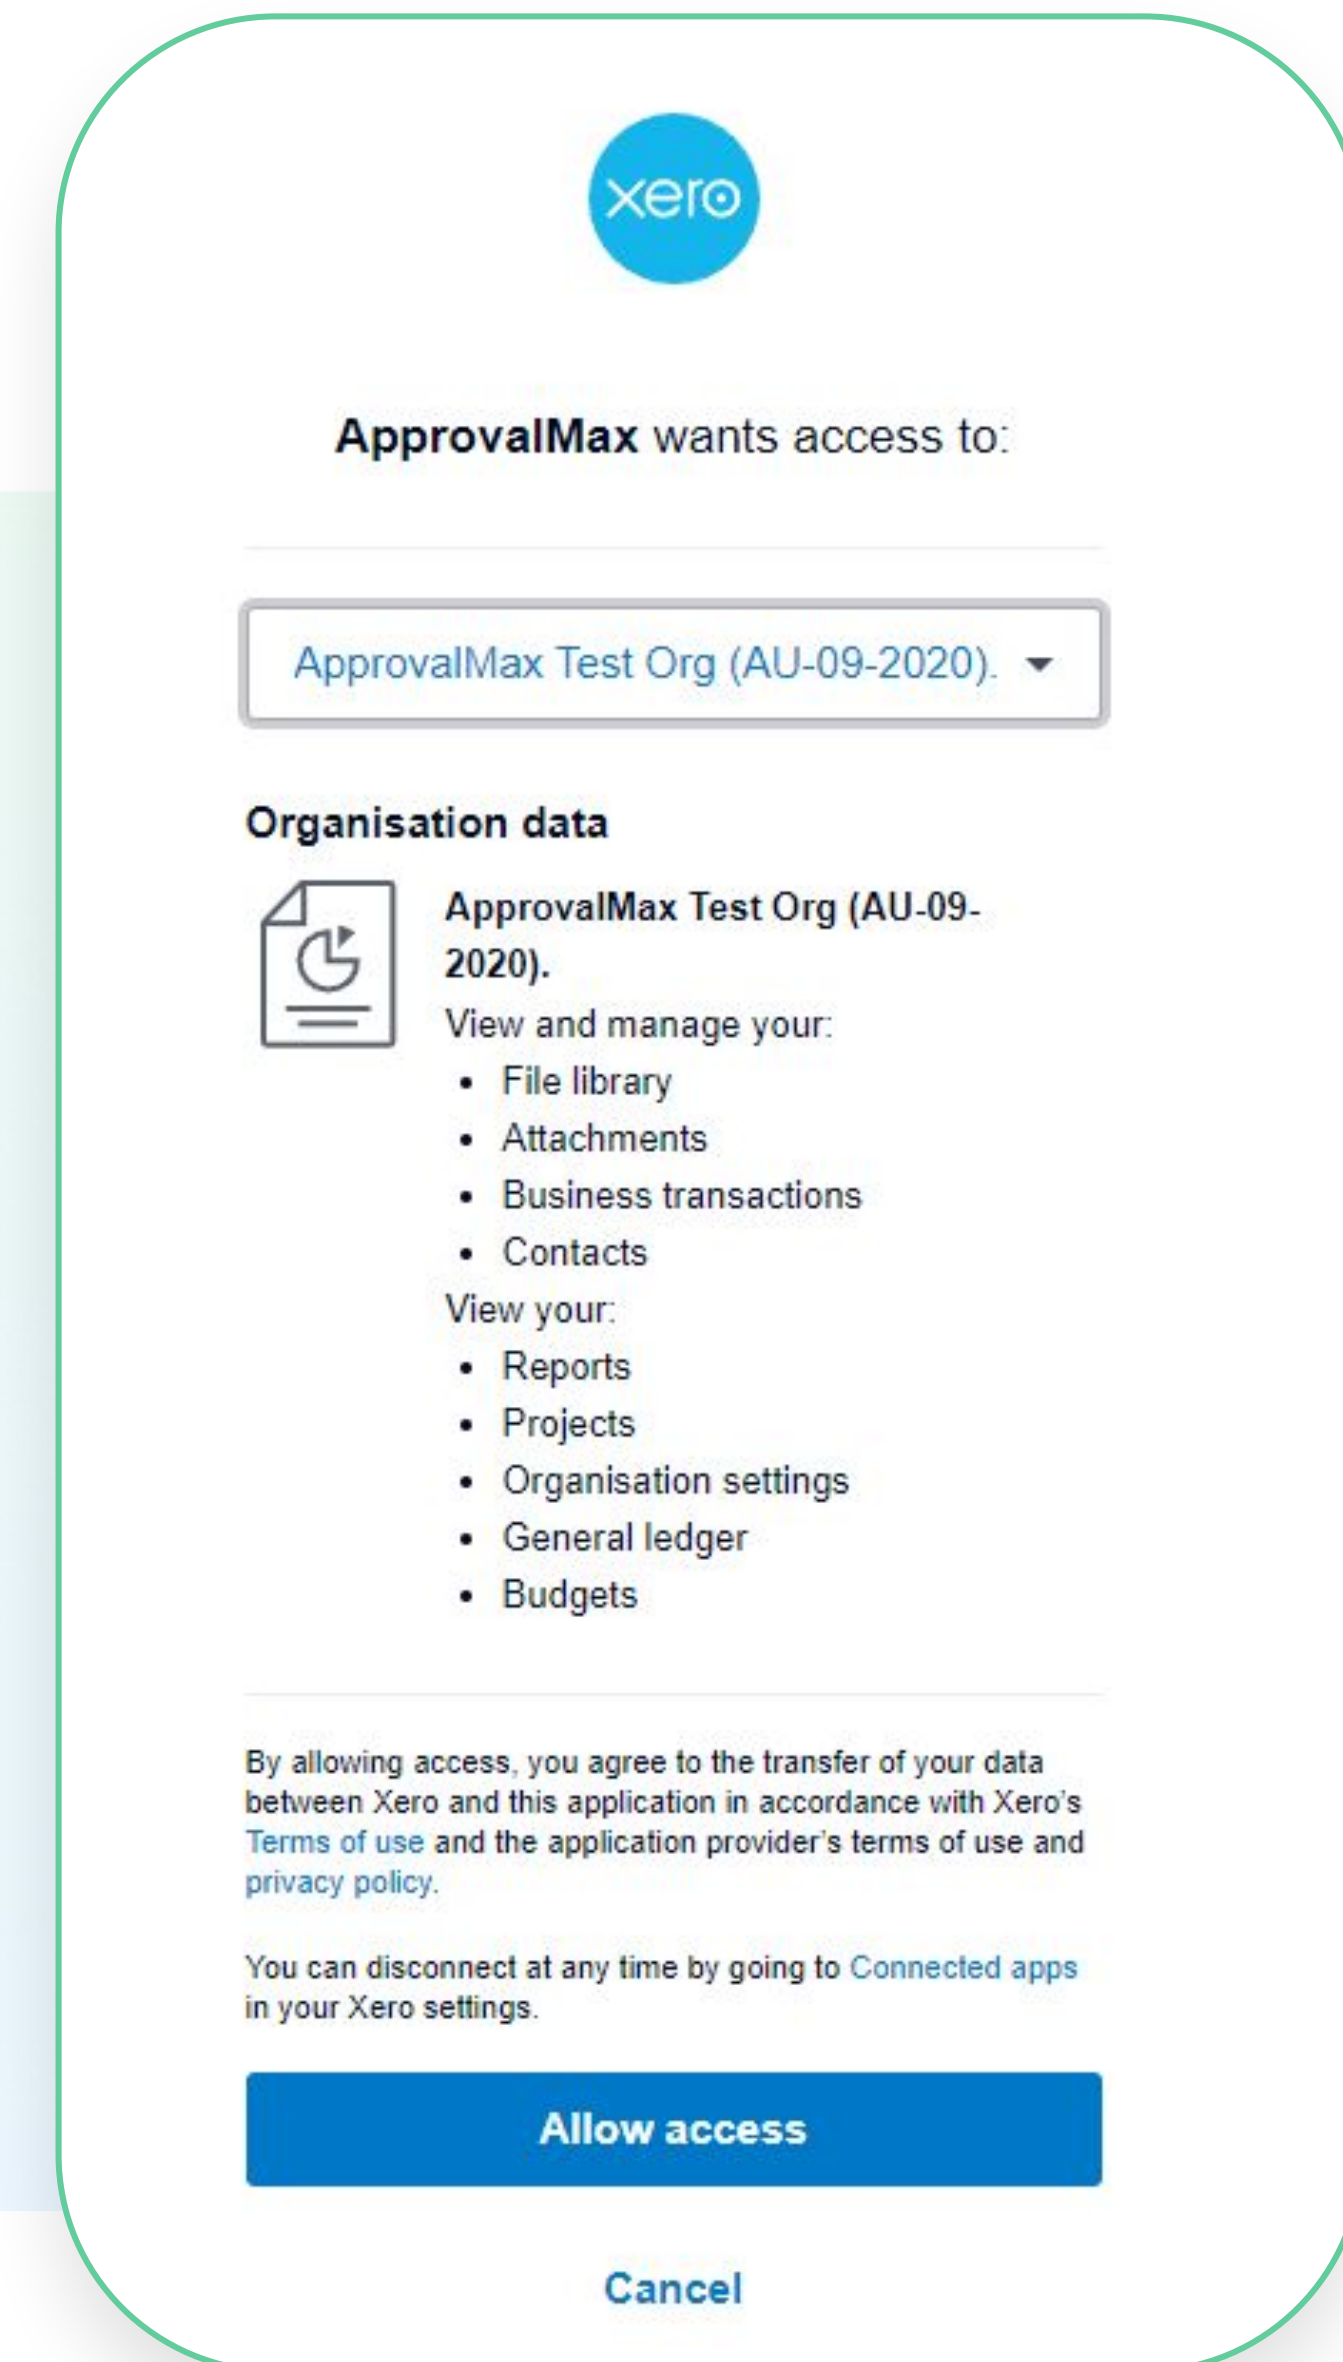 xero
ApprovalMax wants access to:
ApprovalMax Test Org (AU-09-2020).
Organisation data
ApprovalMax Test Org (AU-09-
2020).
View and manage your:
• File library
• Attachments
• Business transactions
• Contacts
View your:
• Reports
• Projects
• Organisation settings
• General ledger
• Budgets
By allowing access, you agree to the transfer of your data
between Xero and this application in accordance with Xero's
Terms of use and the application provider's terms of use and
privacy policy.
You can disconnect at any time by going to Connected apps
in your Xero settings.
Allow access
Cancel